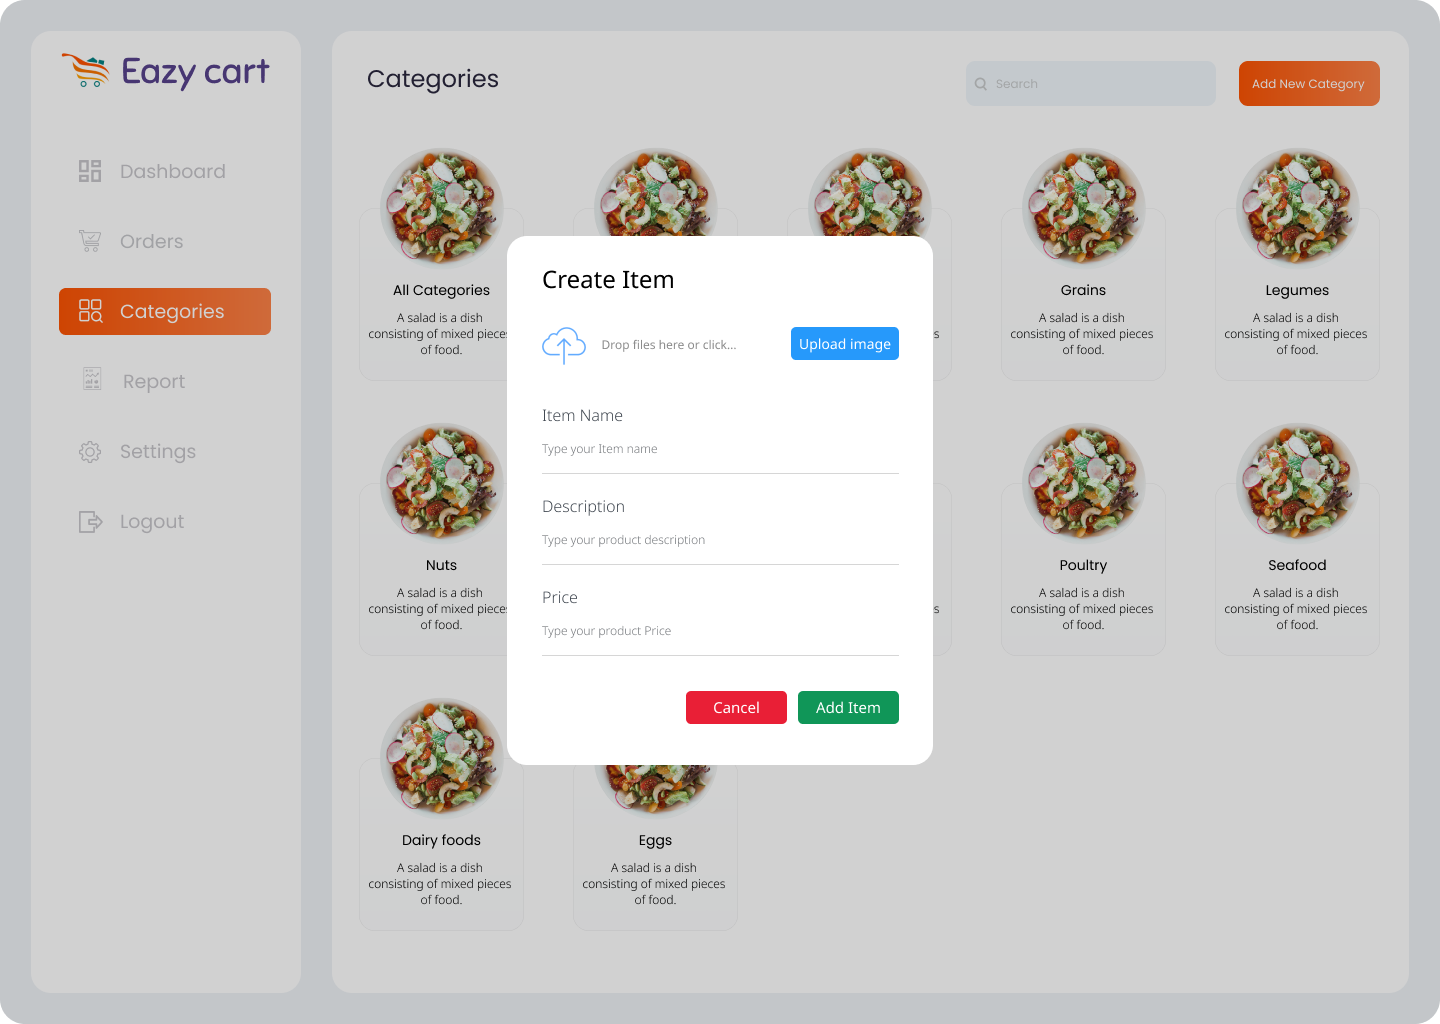 Eazy cart
Dashboard
Orders
Categories
Report
Settings
Logout
Categories
Search
Add New Category
All Categories
A salad is a dish
consisting of mixed pieces
of food.
Grains
A salad is a dish
consisting of mixed pieces
of food.
Legumes
A salad is a dish
consisting of mixed pieces
of food.
Create Item
Drop files here or click...
Upload image
Item Name
Type your Item name
Description
Type your product description
Price
Type your product Price
Cancel
Add Item
Nuts
A salad is a dish
consisting of mixed pieces
of food.
Poultry
A salad is a dish
consisting of mixed pieces
of food.
Seafood
A salad is a dish
consisting of mixed pieces
of food.
Dairy foods
A salad is a dish
consisting of mixed pieces
of food.
Eggs
A salad is a dish
consisting of mixed pieces
of food.